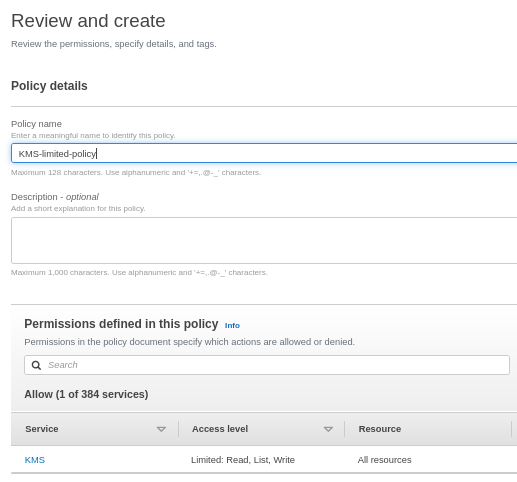 Review and create
Review the permissions, specify details, and tags.
Policy details
Policy name
Enter a meaningful name to identify this policy.
KMS-limited-policy
Maximum 128 characters. Use alphanumeric and '+=,.@-_' characters.
Description - optional
Add a short explanation for this policy.
Maximum 1,000 characters. Use alphanumeric and '+=,.@-_' characters.
Permissions defined in this policy Info
Permissions in the policy document specify which actions are allowed or denied.
Search
Allow (1 of 384 services)
Service Access level Resource
KMS Limited: Read, List, Write All resources